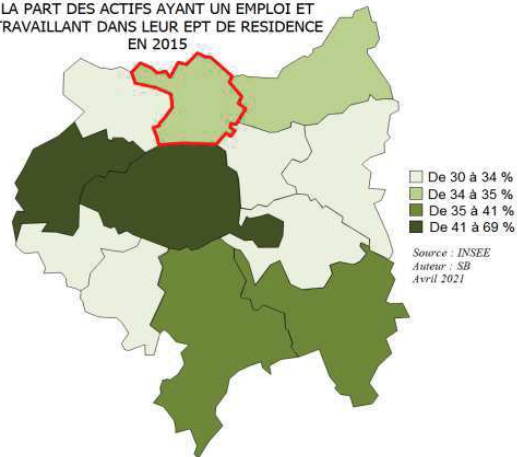 LA PART DES ACTIFS AYANT UN EMPLOI ET
TRAVAILLANT DANS LEUR EPT DE RESIDENCE
EN 2015
De 30 à 34 %
De 34 à 35 %
De 35 à 41 %
De 41 à 69 %
Source : INSEE
Auteur : SB
Avril 2021